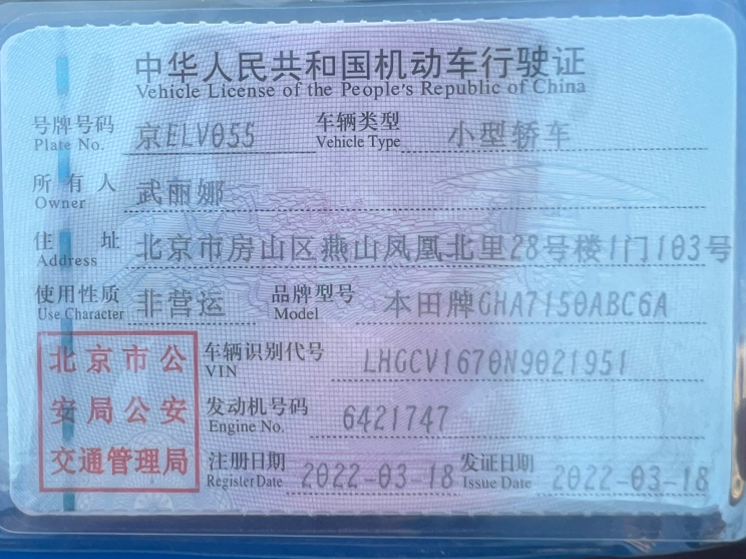 中华人民共和国机动车行驶证
Vehicle License of the People's Republic of China
号牌号码 京ELV055 车辆类型 小型轿车
Plate No. Vehicle Type
所有人 武丽娜
Owner
住址 北京市房山区燕山凤凰北里28号楼1门103号
Address
使用性质 非营运 品牌型号 本田牌GHA7150ABC6A
Use Character Model
北京市公 车辆识别代号 LHGCV1670N9021951
VIN
安局公安 发动机号码 6421747
Engine No.
交通管理局 注册日期 2022-03-18 发证日期 2022-03-18
Register Date Issue Date